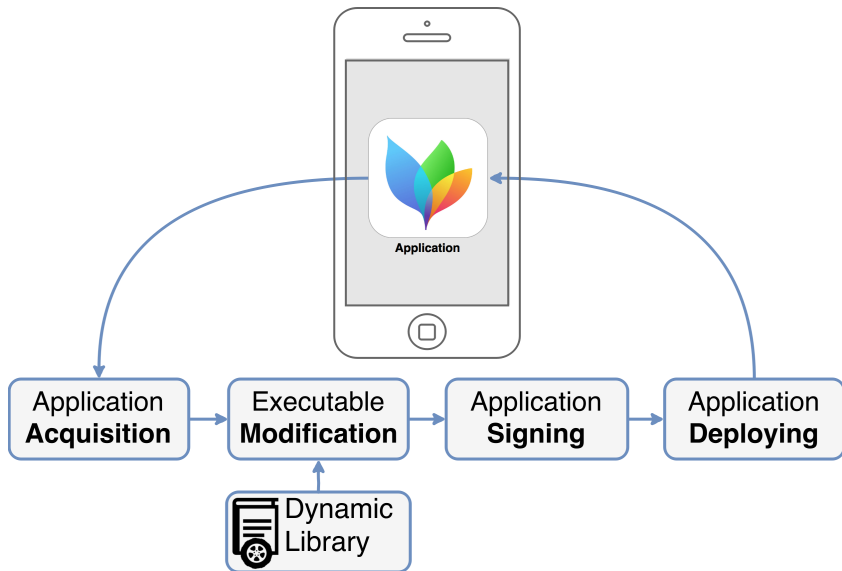 Application
Application
Acquisition
Executable
Modification
Application
Signing
Application
Deploying
Dynamic
Library